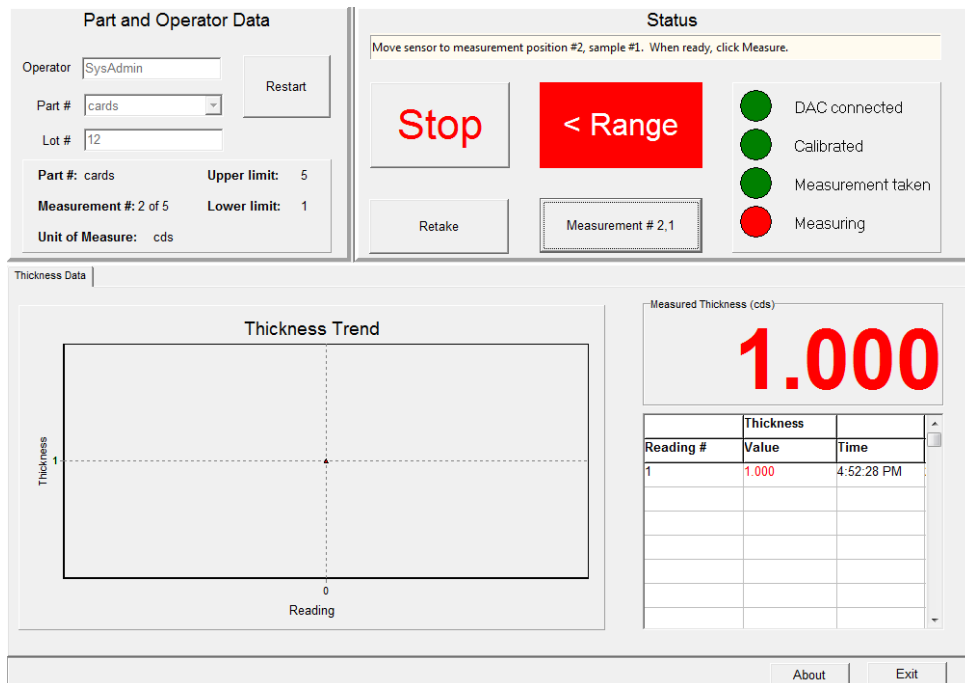 Part and Operator Data
Operator SysAdmin
Restart
Part # cards
Lot # 12
Part #: cards Upper limit: 5
Measurement #: 2 of 5 Lower limit: 1
Unit of Measure: cds
Status
Move sensor to measurement position #2, sample #1. When ready, click Measure.
Stop
< Range
DAC connected
Calibrated
Measurement taken
Measuring
Retake
Measurement # 2,1
Thickness Data
Thickness Trend
Thickness
1
0
Reading
Measured Thickness (cds)
1.000
Thickness
Reading # Value Time
1 1.000 4:52:28 PM
About
Exit